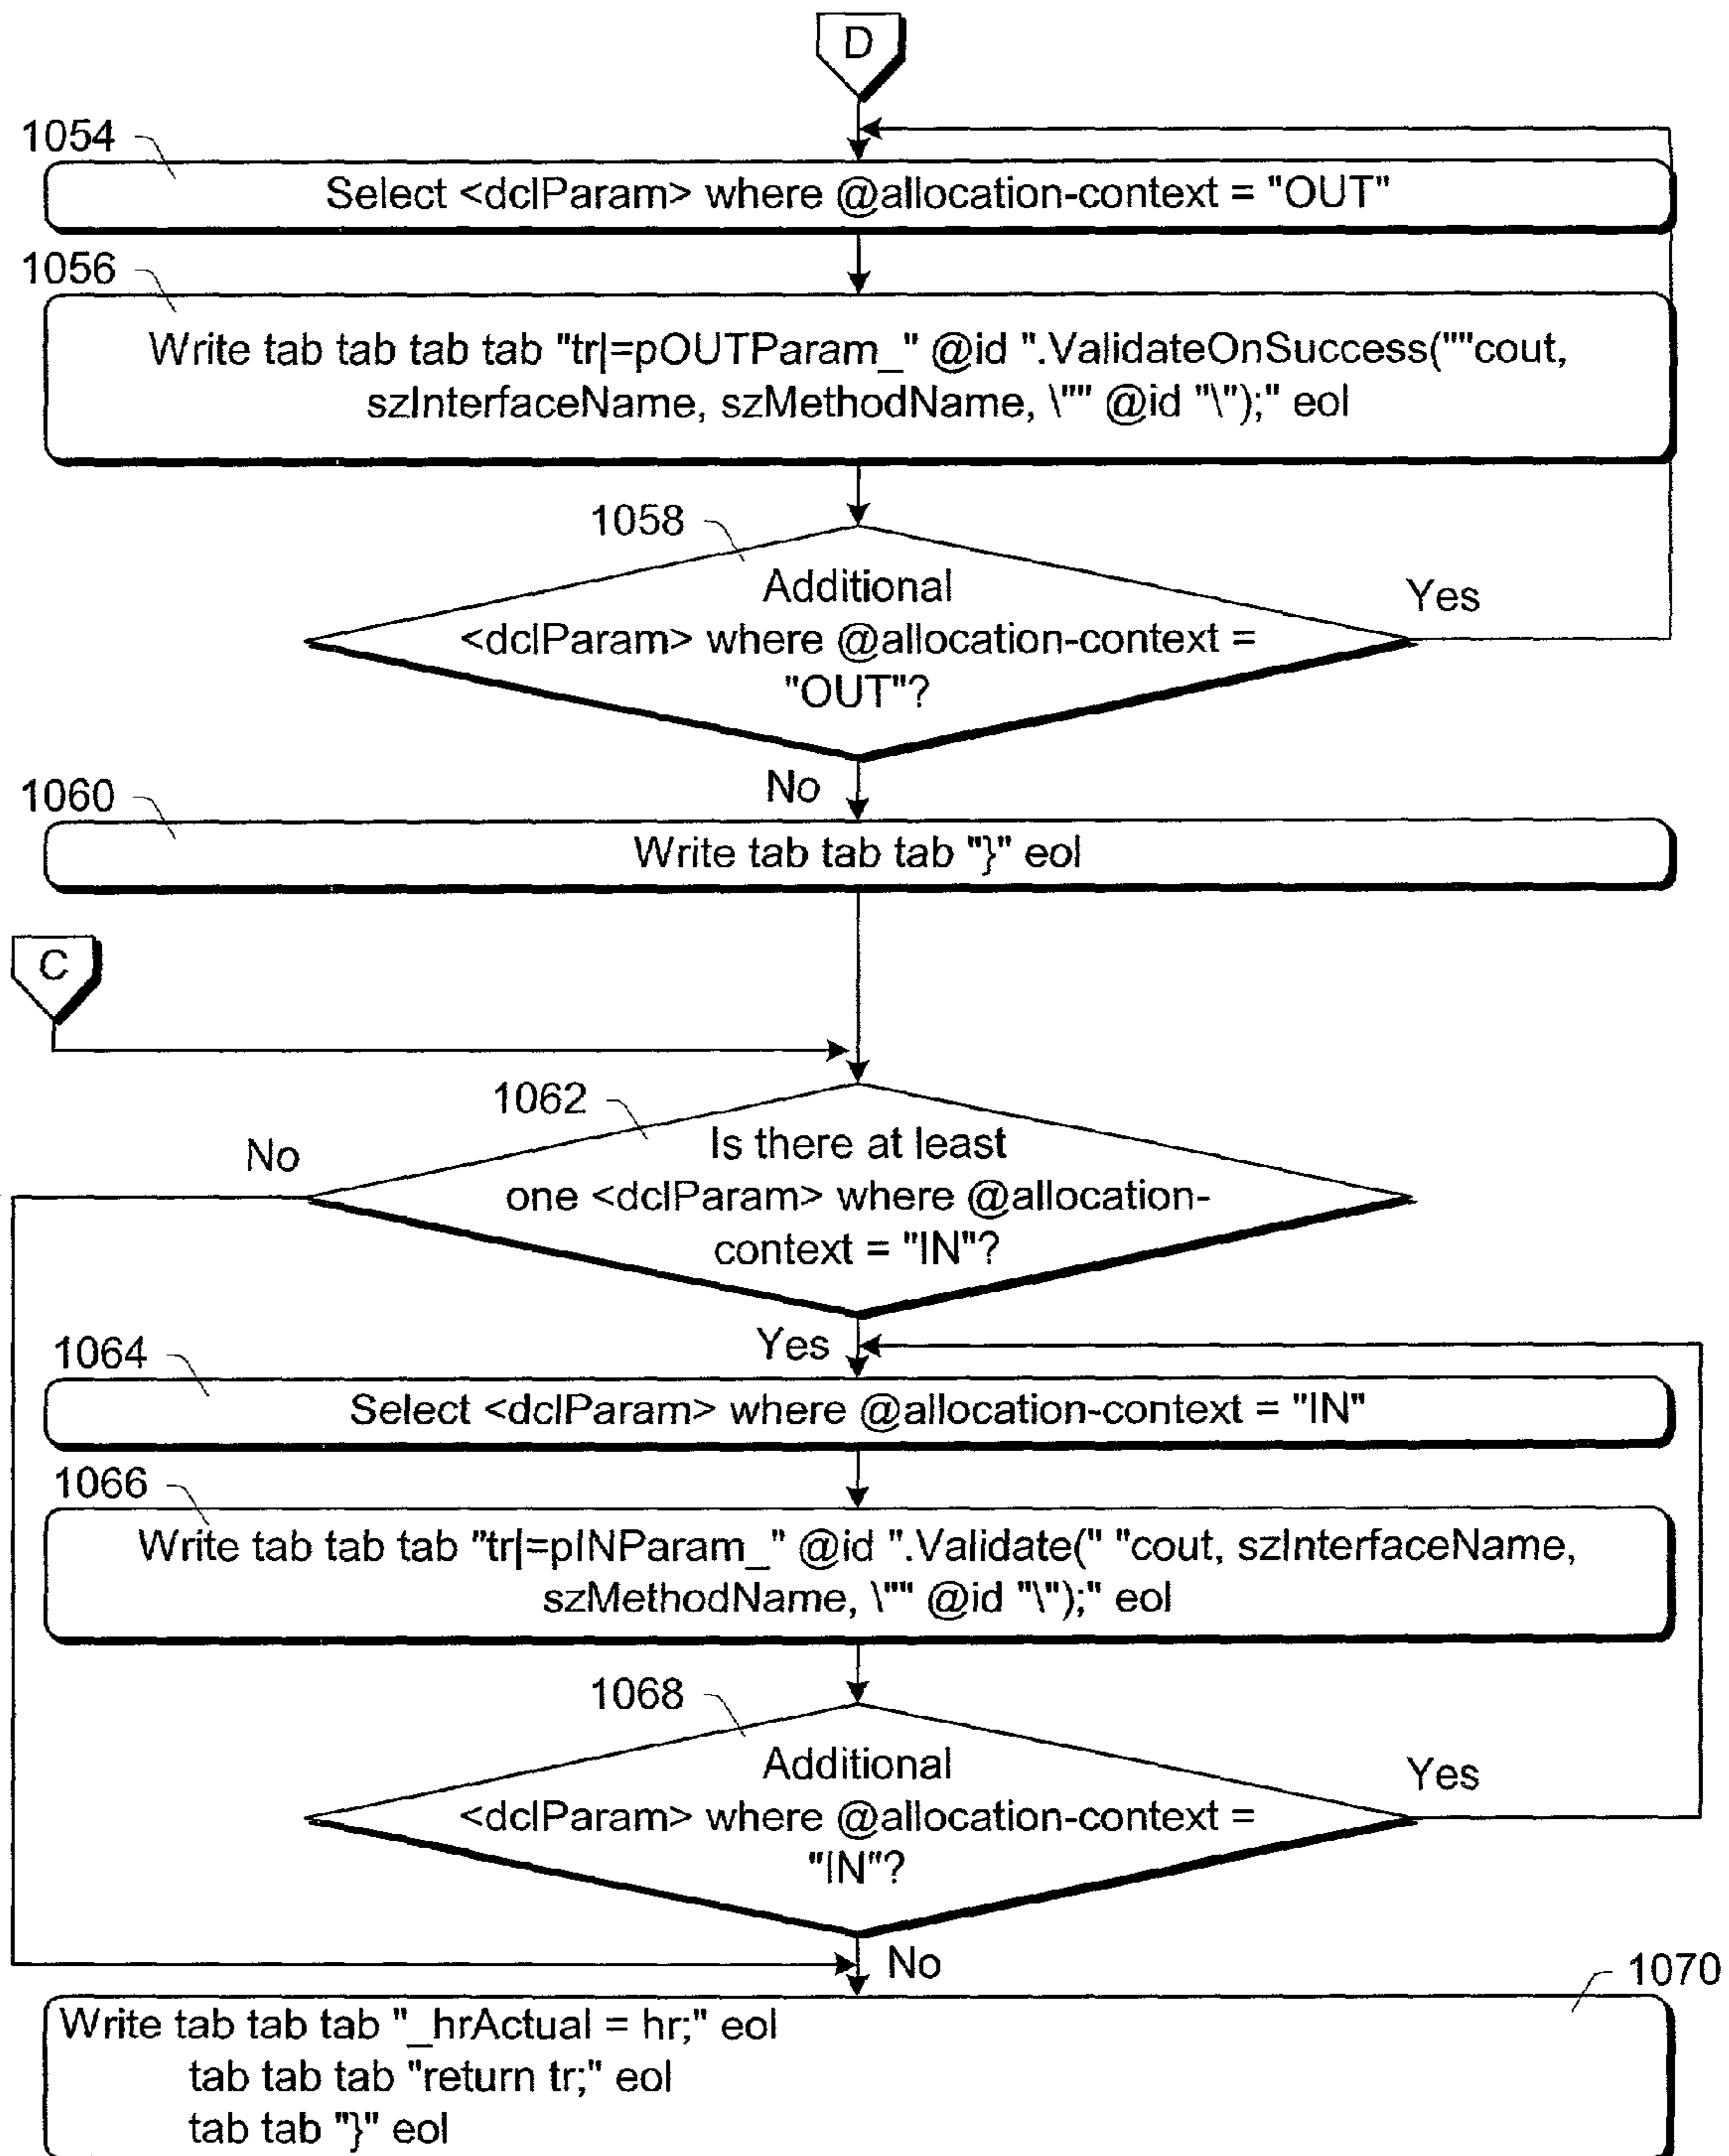 D
1054
Select <dclParam> where @allocation-context = "OUT"
1056
Write tab tab tab tab "tr|=pOUTParam_" @id ".ValidateOnSuccess(""cout,
szInterfaceName, szMethodName, \"" @id "\");" eol
1058
Additional
<dclParam> where @allocation-context =
"OUT"?
Yes
No
1060
Write tab tab tab "}" eol
C
1062
No
Is there at least
one <dclParam> where @allocation-
context = "IN"?
Yes
1064
Select <dclParam> where @allocation-context = "IN"
1066
Write tab tab tab "tr|=pINParam_" @id ".Validate(" "cout, szInterfaceName,
szMethodName, \"" @id "\");" eol
1068
Additional
<dclParam> where @allocation-context =
"IN"?
Yes
No
1070
Write tab tab tab "_hrActual = hr;" eol
tab tab tab "return tr;" eol
tab tab "}" eol